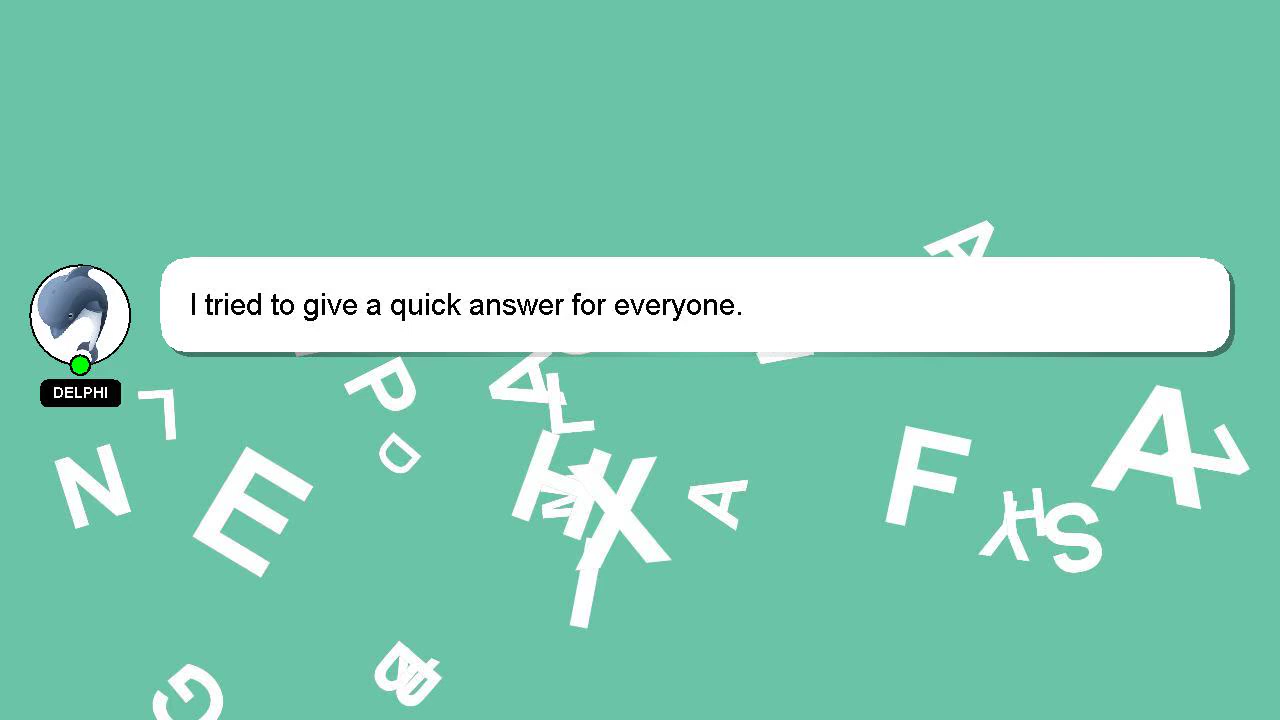 I tried to give a quick answer for everyone.
DELPHI
A
P
A
L
L
D
N
E
H
X
A
F
A
Z
H
S
I
G
B